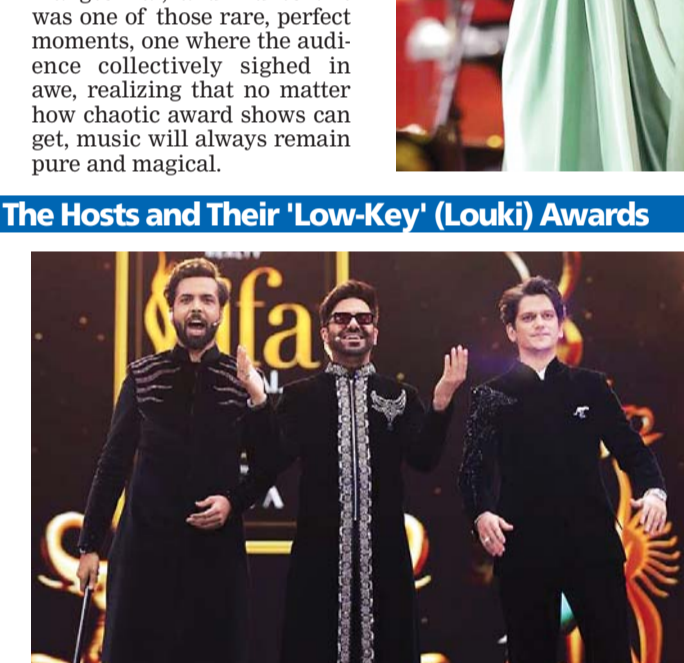 was one of those rare, perfect
moments, one where the audi-
ence collectively sighed in
awe, realizing that no matter
how chaotic award shows can
get, music will always remain
pure and magical.
The Hosts and Their 'Low-Key' (Louki) Awards
iifa